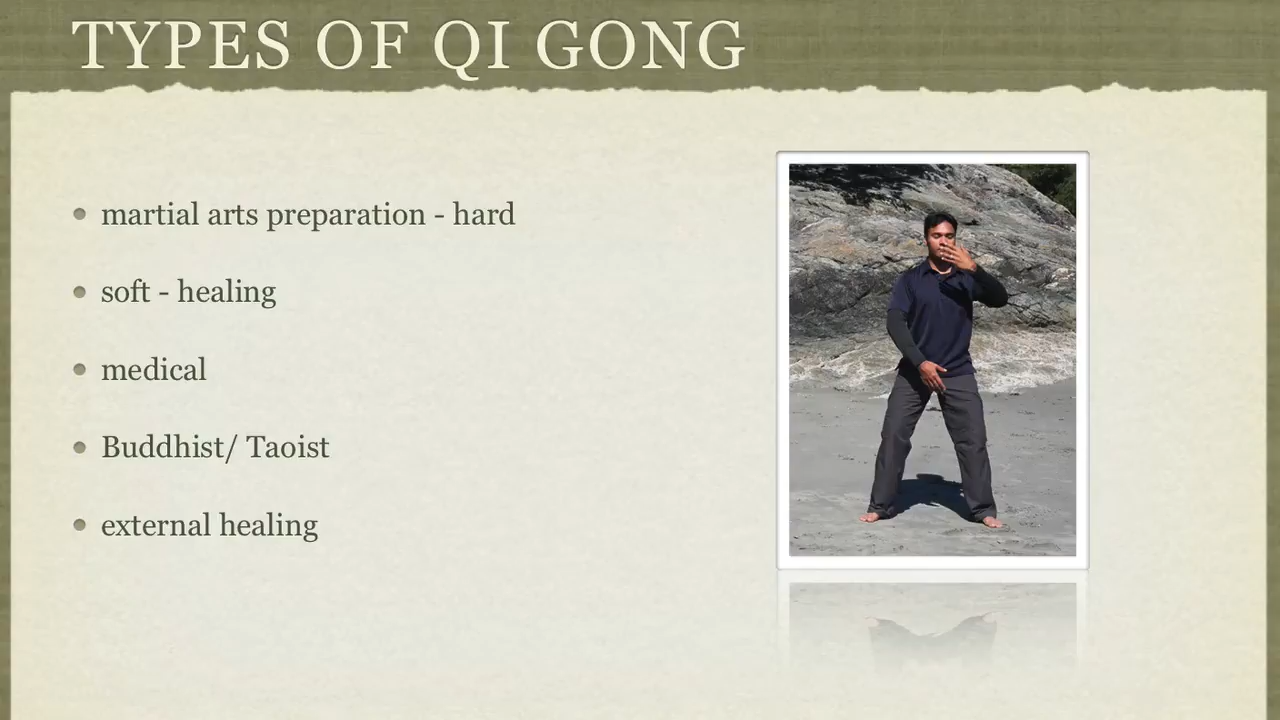 TYPES OF QI GONG
martial arts preparation - hard
soft - healing
medical
Buddhist/ Taoist
external healing